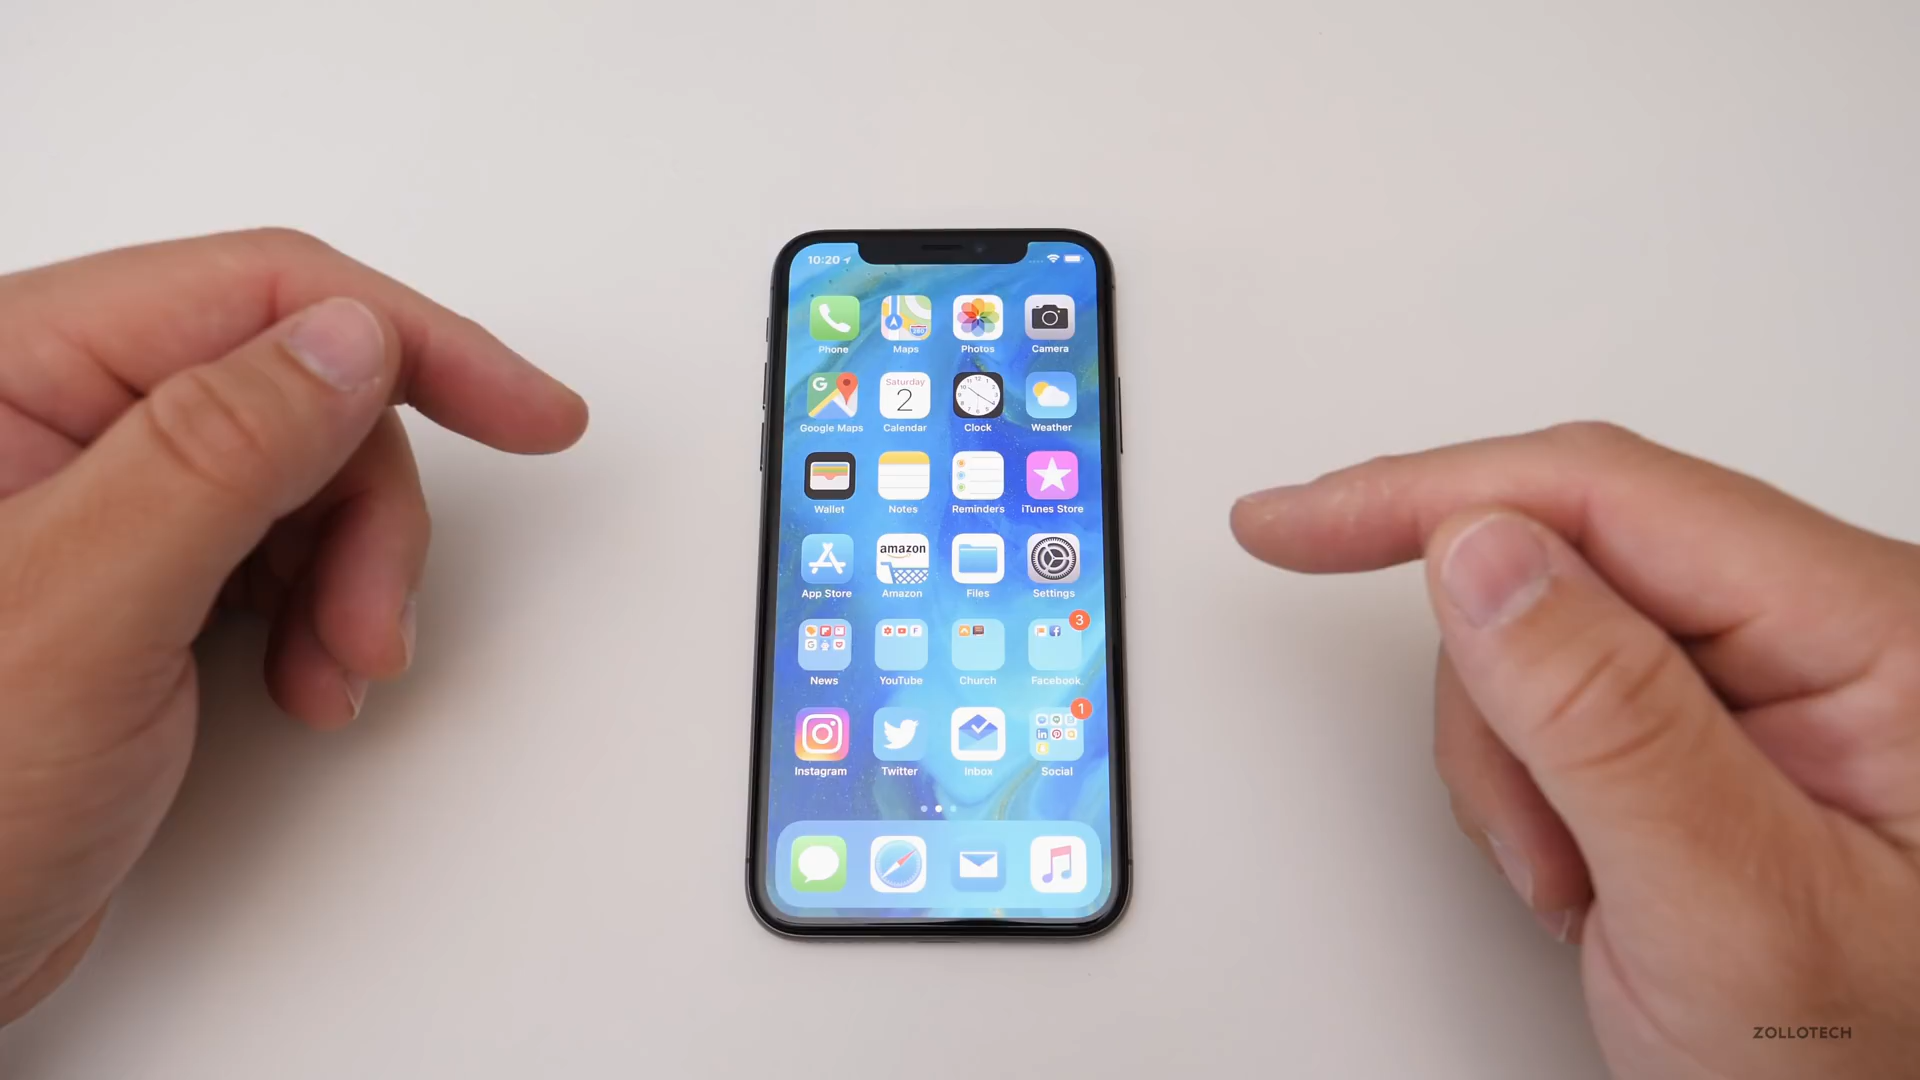 10:20
Phone Maps Photos Camera
Saturday
2
Google Maps Calendar Clock Weather
Wallet Notes Reminders iTunes Store
amazon
App Store Amazon Files Settings
3
News YouTube Church Facebook
1
Instagram Twitter Inbox Social
ZOLLOTECH